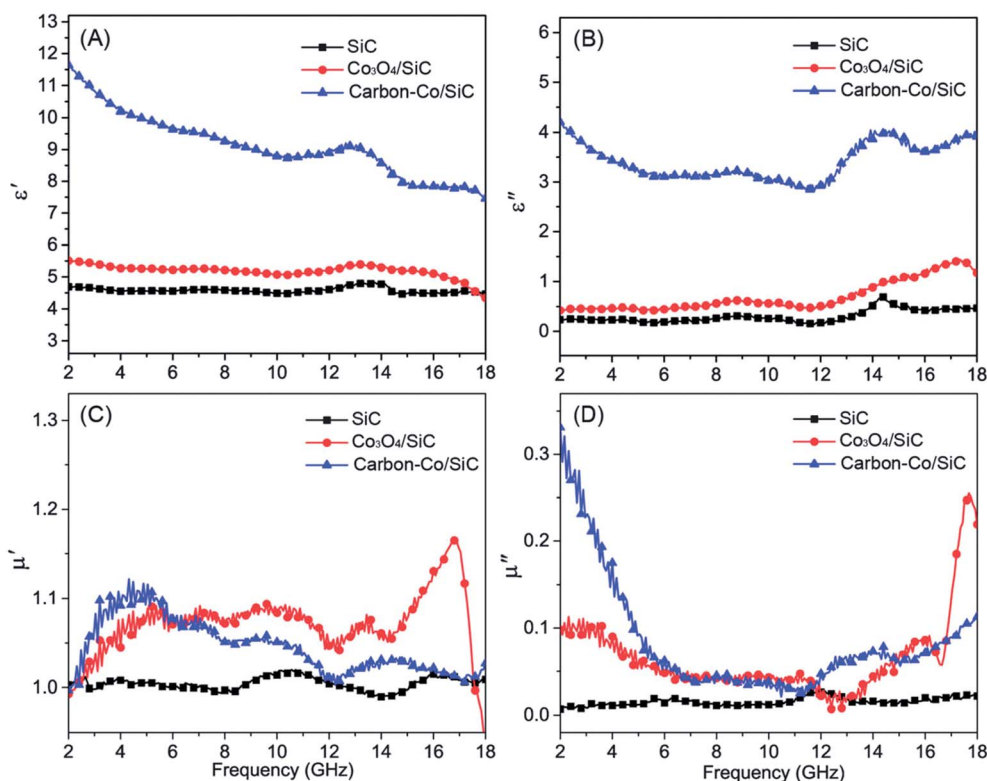 (A)
SiC
Co₃O₄/SiC
Carbon-Co/SiC
ε′
13
12
11
10
9
8
7
6
5
4
3
2 4 6 8 10 12 14 16 18
(B)
SiC
Co₃O₄/SiC
Carbon-Co/SiC
ε″
6
5
4
3
2
1
0
2 4 6 8 10 12 14 16 18
(C)
SiC
Co₃O₄/SiC
Carbon-Co/SiC
μ′
1.3
1.2
1.1
1.0
2 4 6 8 10 12 14 16 18
Frequency (GHz)
(D)
SiC
Co₃O₄/SiC
Carbon-Co/SiC
μ″
0.3
0.2
0.1
0.0
2 4 6 8 10 12 14 16 18
Frequency (GHz)